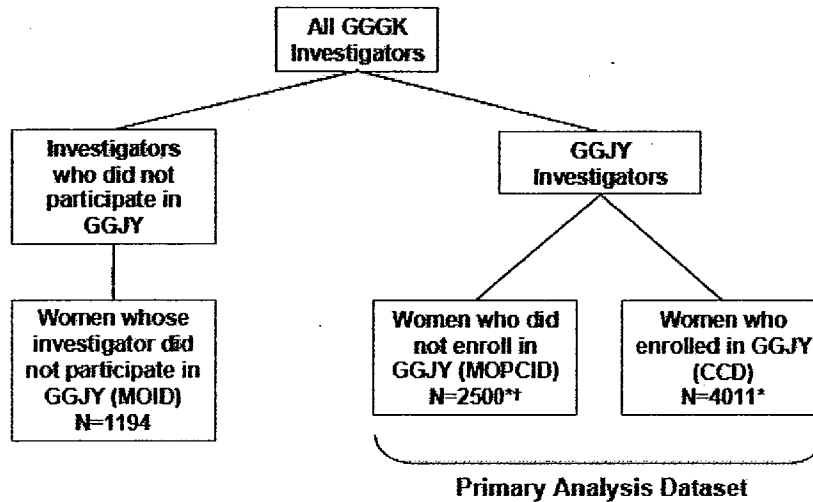 All GGGK
Investigators
Investigators
who did not
participate in
GGJY
GGJY
Investigators
Women whose
investigator did
not participate in
GGJY (MOID)
N=1194
Women who did
not enroll in
GGJY (MOPCID)
N=2500*†
Women who
enrolled in GGJY
(CCD)
N=4011*
Primary Analysis Dataset